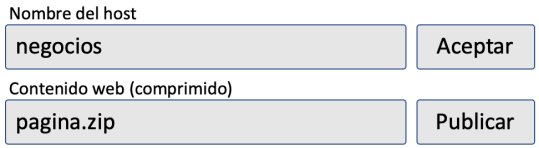 Nombre del host
negocios
Aceptar
Contenido web (comprimido)
pagina.zip
Publicar